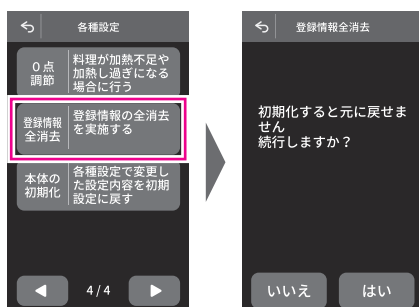 各種設定
０点
調節
料理が加熱不足や
加熱し過ぎになる
場合に行う
登録情報
全消去
登録情報の全消去
を実施する
本体の
初期化
各種設定で変更し
た設定内容を初期
設定に戻す
4/4
登録情報全消去
初期化すると元に戻せま
せん
続行しますか？
いいえ
はい